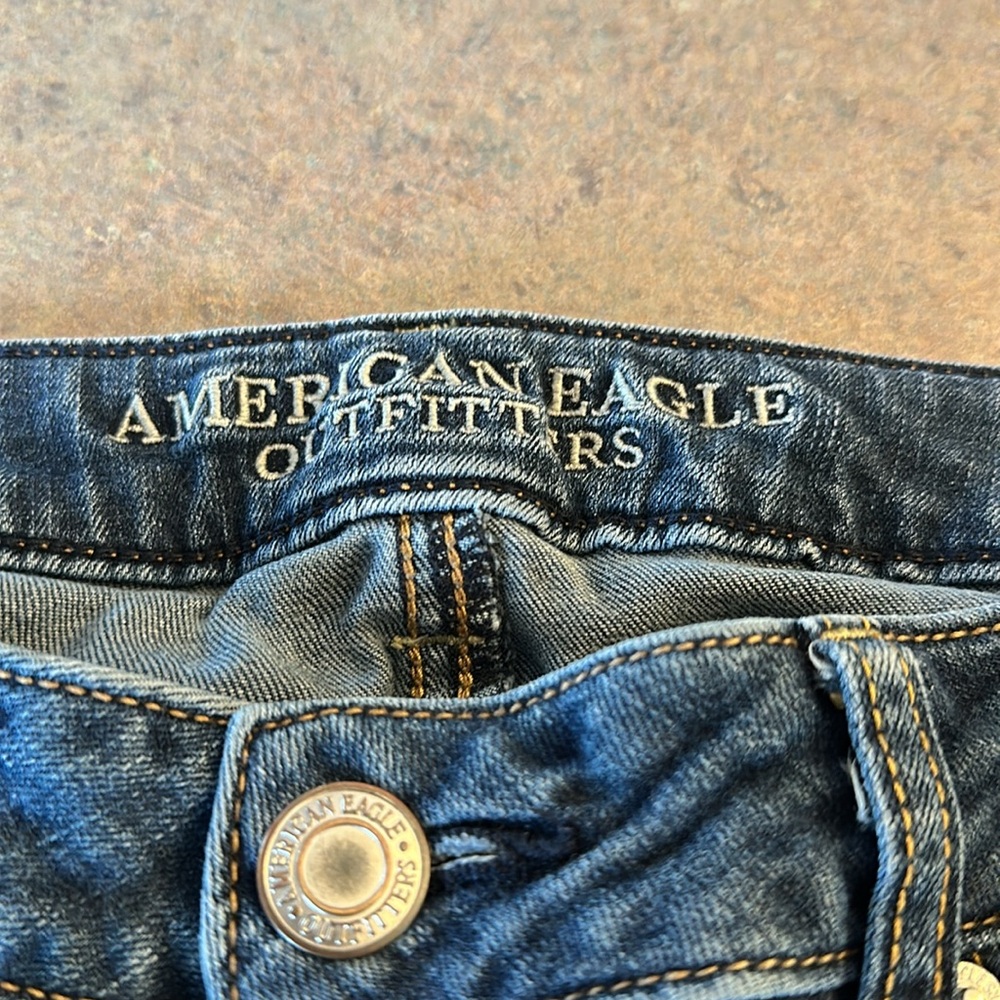 AMERICAN EAGLE
OUTFITTERS
AMERICAN EAGLE •
OUTFITTERS •